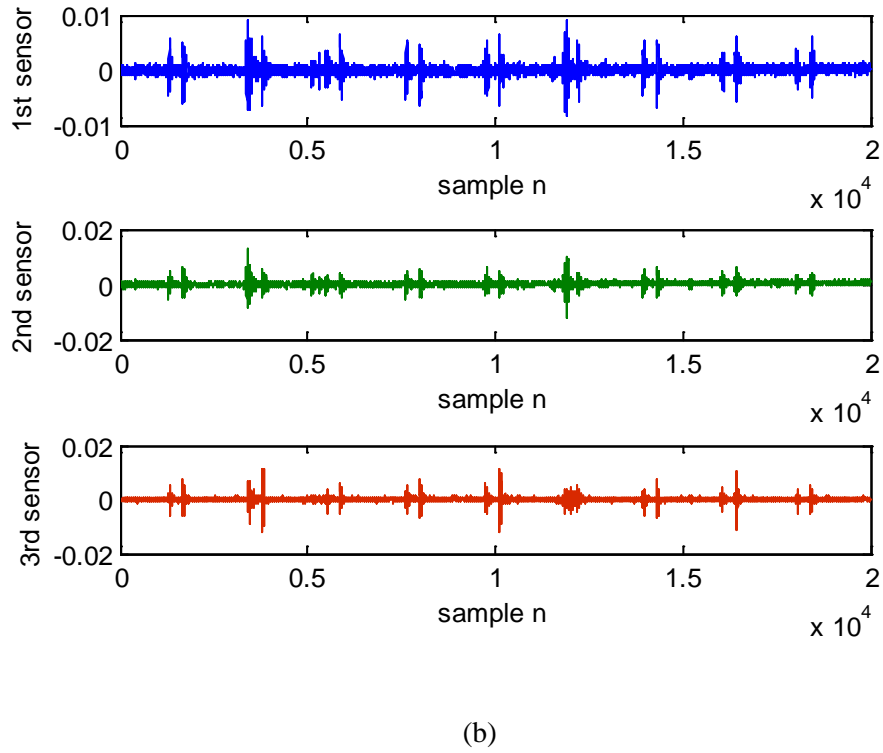 0.01
0
-0.01
1st sensor
0 0.5 1 1.5 2
sample n
x 10^4
0.02
0
-0.02
2nd sensor
0 0.5 1 1.5 2
sample n
x 10^4
0.02
0
-0.02
3rd sensor
0 0.5 1 1.5 2
sample n
x 10^4
(b)